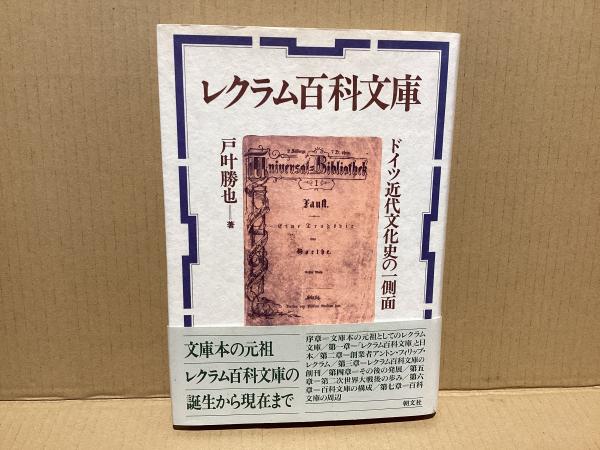 レクラム百科文庫
ドイツ近代文化史の一側面
戸叶勝也―著
Universal-Bibliothek
1
Faust.
Eine Tragödie
von
Goethe.
文庫本の元祖
レクラム百科文庫の
誕生から現在まで
序章―文庫本の元祖としてのレクラム
文庫／第一章―「レクラム百科文庫」と日
本／第二章―創業者アントン・フィリップ・
レクラム／第三章―レクラム百科文庫の
創刊／第四章―その後の発展／第五
章―第二次世界大戦後の歩み／第六
章―百科文庫の構成／第七章―百科
文庫の周辺
朝文社